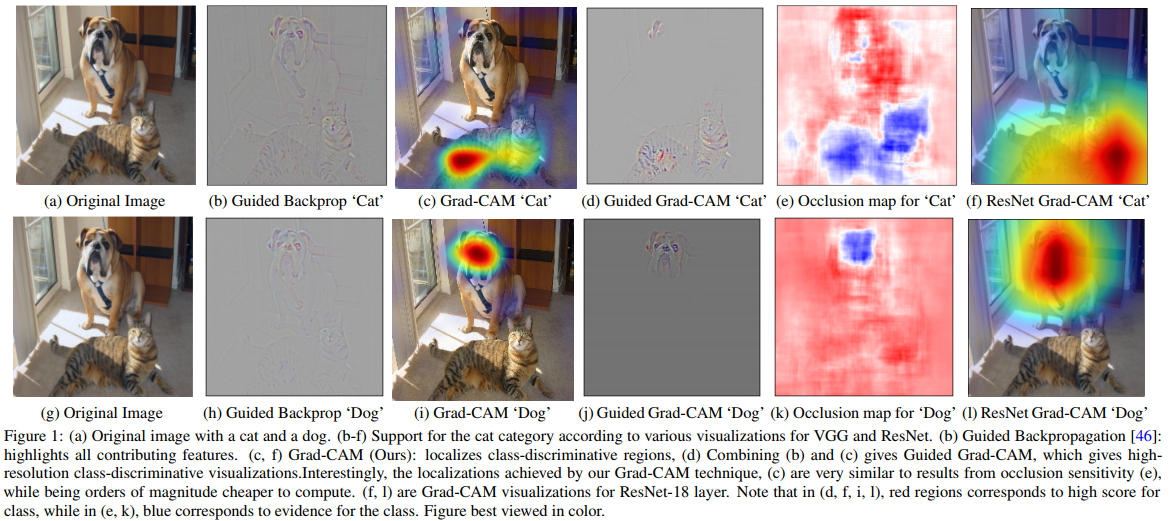 (a) Original Image
(b) Guided Backprop ‘Cat’
(c) Grad-CAM ‘Cat’
(d) Guided Grad-CAM ‘Cat’
(e) Occlusion map for ‘Cat’
(f) ResNet Grad-CAM ‘Cat’
(g) Original Image
(h) Guided Backprop ‘Dog’
(i) Grad-CAM ‘Dog’
(j) Guided Grad-CAM ‘Dog’
(k) Occlusion map for ‘Dog’
(l) ResNet Grad-CAM ‘Dog’
Figure 1: (a) Original image with a cat and a dog. (b-f) Support for the cat category according to various visualizations for VGG and ResNet. (b) Guided Backpropagation [46]:
highlights all contributing features. (c, f) Grad-CAM (Ours): localizes class-discriminative regions, (d) Combining (b) and (c) gives Guided Grad-CAM, which gives high-
resolution class-discriminative visualizations.Interestingly, the localizations achieved by our Grad-CAM technique, (c) are very similar to results from occlusion sensitivity (e),
while being orders of magnitude cheaper to compute. (f, l) are Grad-CAM visualizations for ResNet-18 layer. Note that in (d, f, i, l), red regions corresponds to high score for
class, while in (e, k), blue corresponds to evidence for the class. Figure best viewed in color.